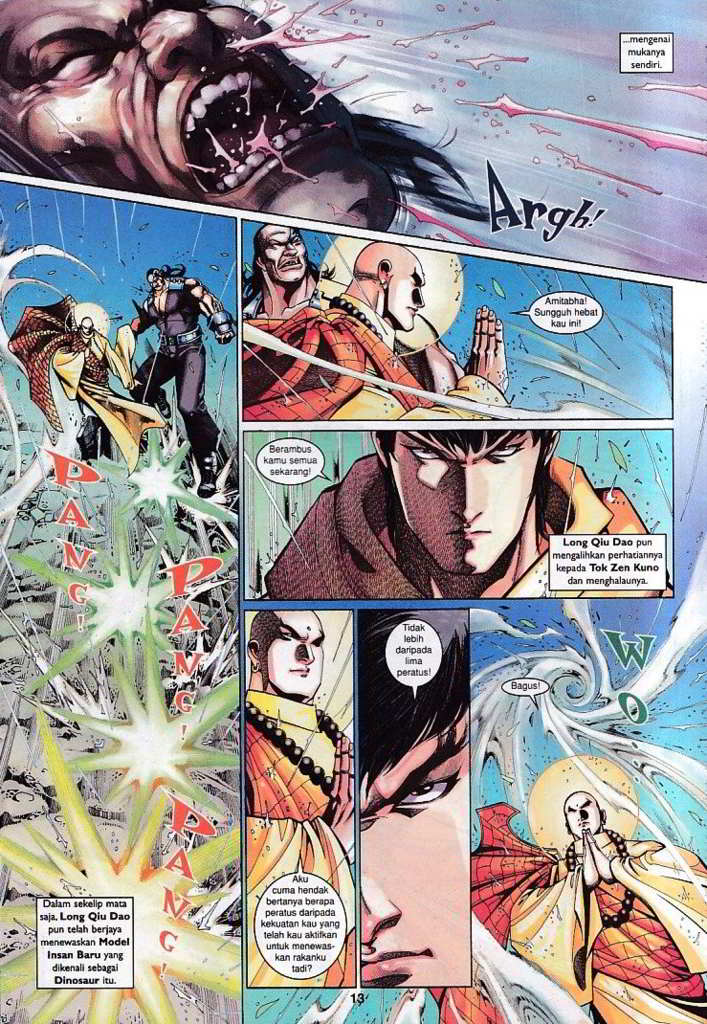 ...mengenai
mukanya
sendiri.
Argh!
Amitabha!
Sungguh hebat
kau ini!
PANG!
PANG!
PANG!
Dalam sekelip mata
saja, Long Qiu Dao
pun telah berjaya
menewaskan Model
Insan Baru yang
dikenali sebagai
Dinosaur itu.
Berambus
kamu semua
sekarang!
Long Qiu Dao pun
mengalihkan perhatiannya
kepada Tok Zen Kuno
dan menghalaunya.
Aku
cuma hendak
bertanya berapa
peratus daripada
kekuatan kau yang
telah kau aktifkan
untuk menewas-
kan rakanku
tadi?
Tidak
lebih
daripada
lima
peratus!
Bagus!
WO
13